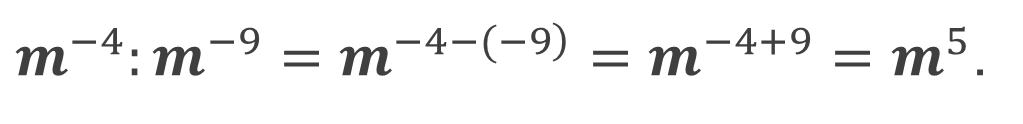 m⁻⁴ : m⁻⁹ = m⁻⁴⁻⁽⁻⁹⁾ = m⁻⁴⁺⁹ = m⁵.